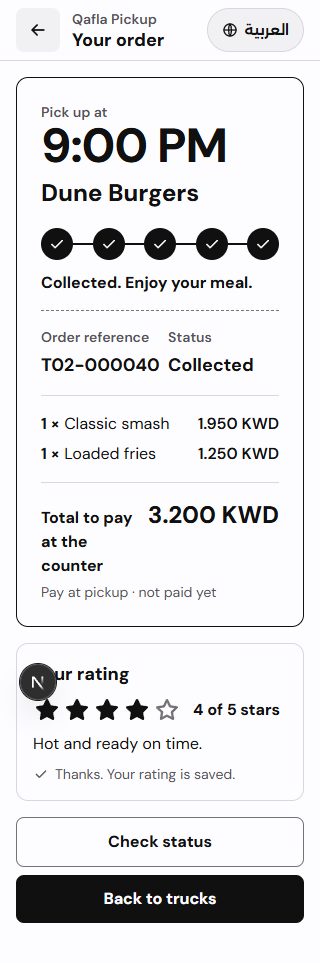 Qafla Pickup
Your order
العربية
Pick up at
9:00 PM
Dune Burgers
Collected. Enjoy your meal.
Order reference Status
T02-000040 Collected
1 × Classic smash 1.950 KWD
1 × Loaded fries 1.250 KWD
Total to pay at the counter 3.200 KWD
Pay at pickup · not paid yet
N
ur rating
4 of 5 stars
Hot and ready on time.
Thanks. Your rating is saved.
Check status
Back to trucks